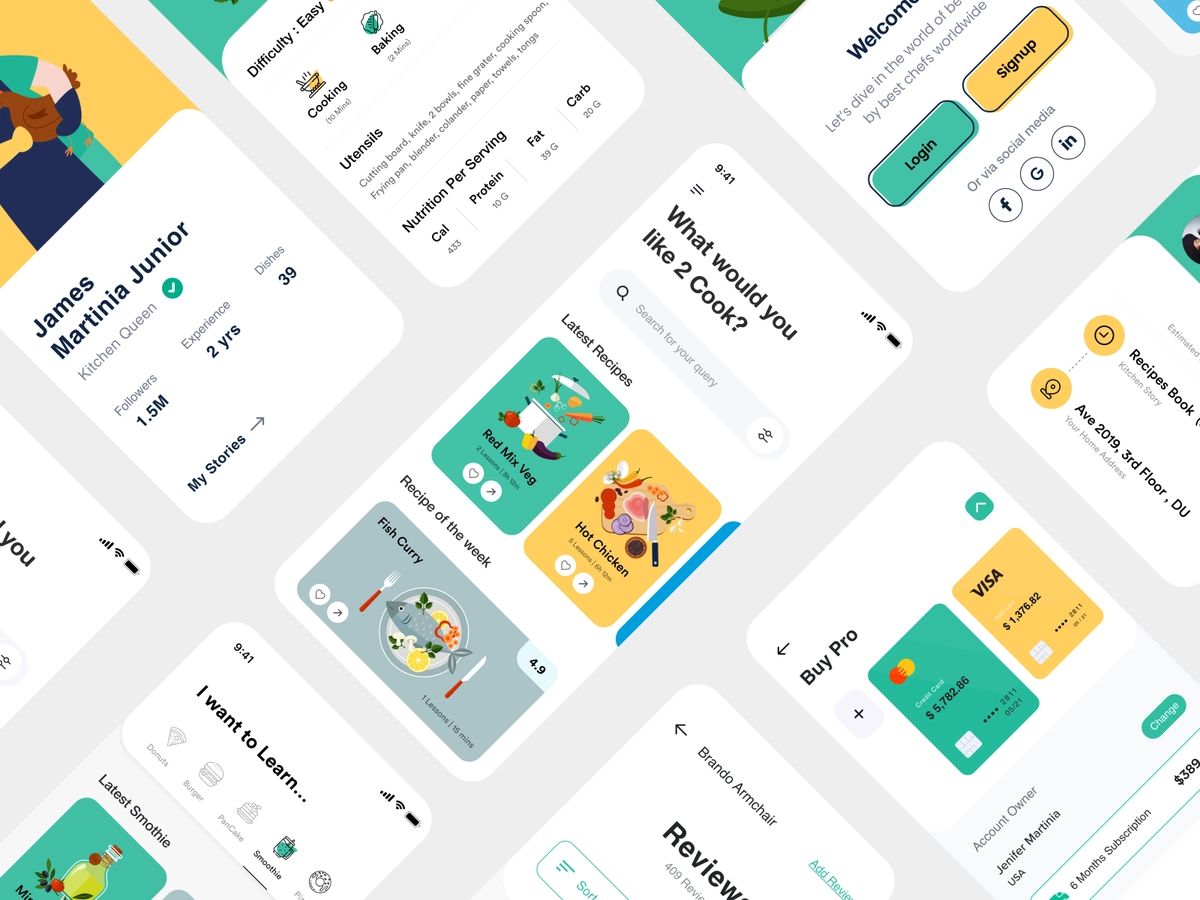 Difficulty : Easy
Cooking
(10 Mins)
Baking
(2 Mins)
Utensils
Cutting board, knife, 2 bowls, fine grater, cooking spoon,
Frying pan, blender, colander, paper, towels, tongs
Nutrition Per Serving
Cal
433
Protein
10 G
Fat
39 G
Carb
20 G
Welcome
Let's dive in the world of
by best chefs worldwide
Login
Signup
Or via social media
f
G
in
James
Martinia Junior
Kitchen Queen
Followers
1.5M
Experience
2 yrs
Dishes
39
My Stories
9:41
What would you
like 2 Cook?
Search for your query
Latest Recipes
Red Mix Veg
2 Lessons | 3h 12m
Hot Chicken
5 Lessons | 6h 12m
Recipe of the week
Fish Curry
4.9
1 Lessons | 15 mins
Estimated
Recipes Book
Kitchen Story
Ave 2019, 3rd Floor , DU
Your Home Address
you
9:41
I want to Learn...
Donuts
Burger
PanCake
Smoothie
Latest Smothie
Brando Armchair
Reviews
409
Add Review
Sort
Buy Pro
Credit Card
$ 5,782.86
•••• 2811
05/21
VISA
$ 1,376.82
•••• 2811
05 / 21
Change
Account Owner
Jenifer Martinia
USA
6 Months Subscription
$389